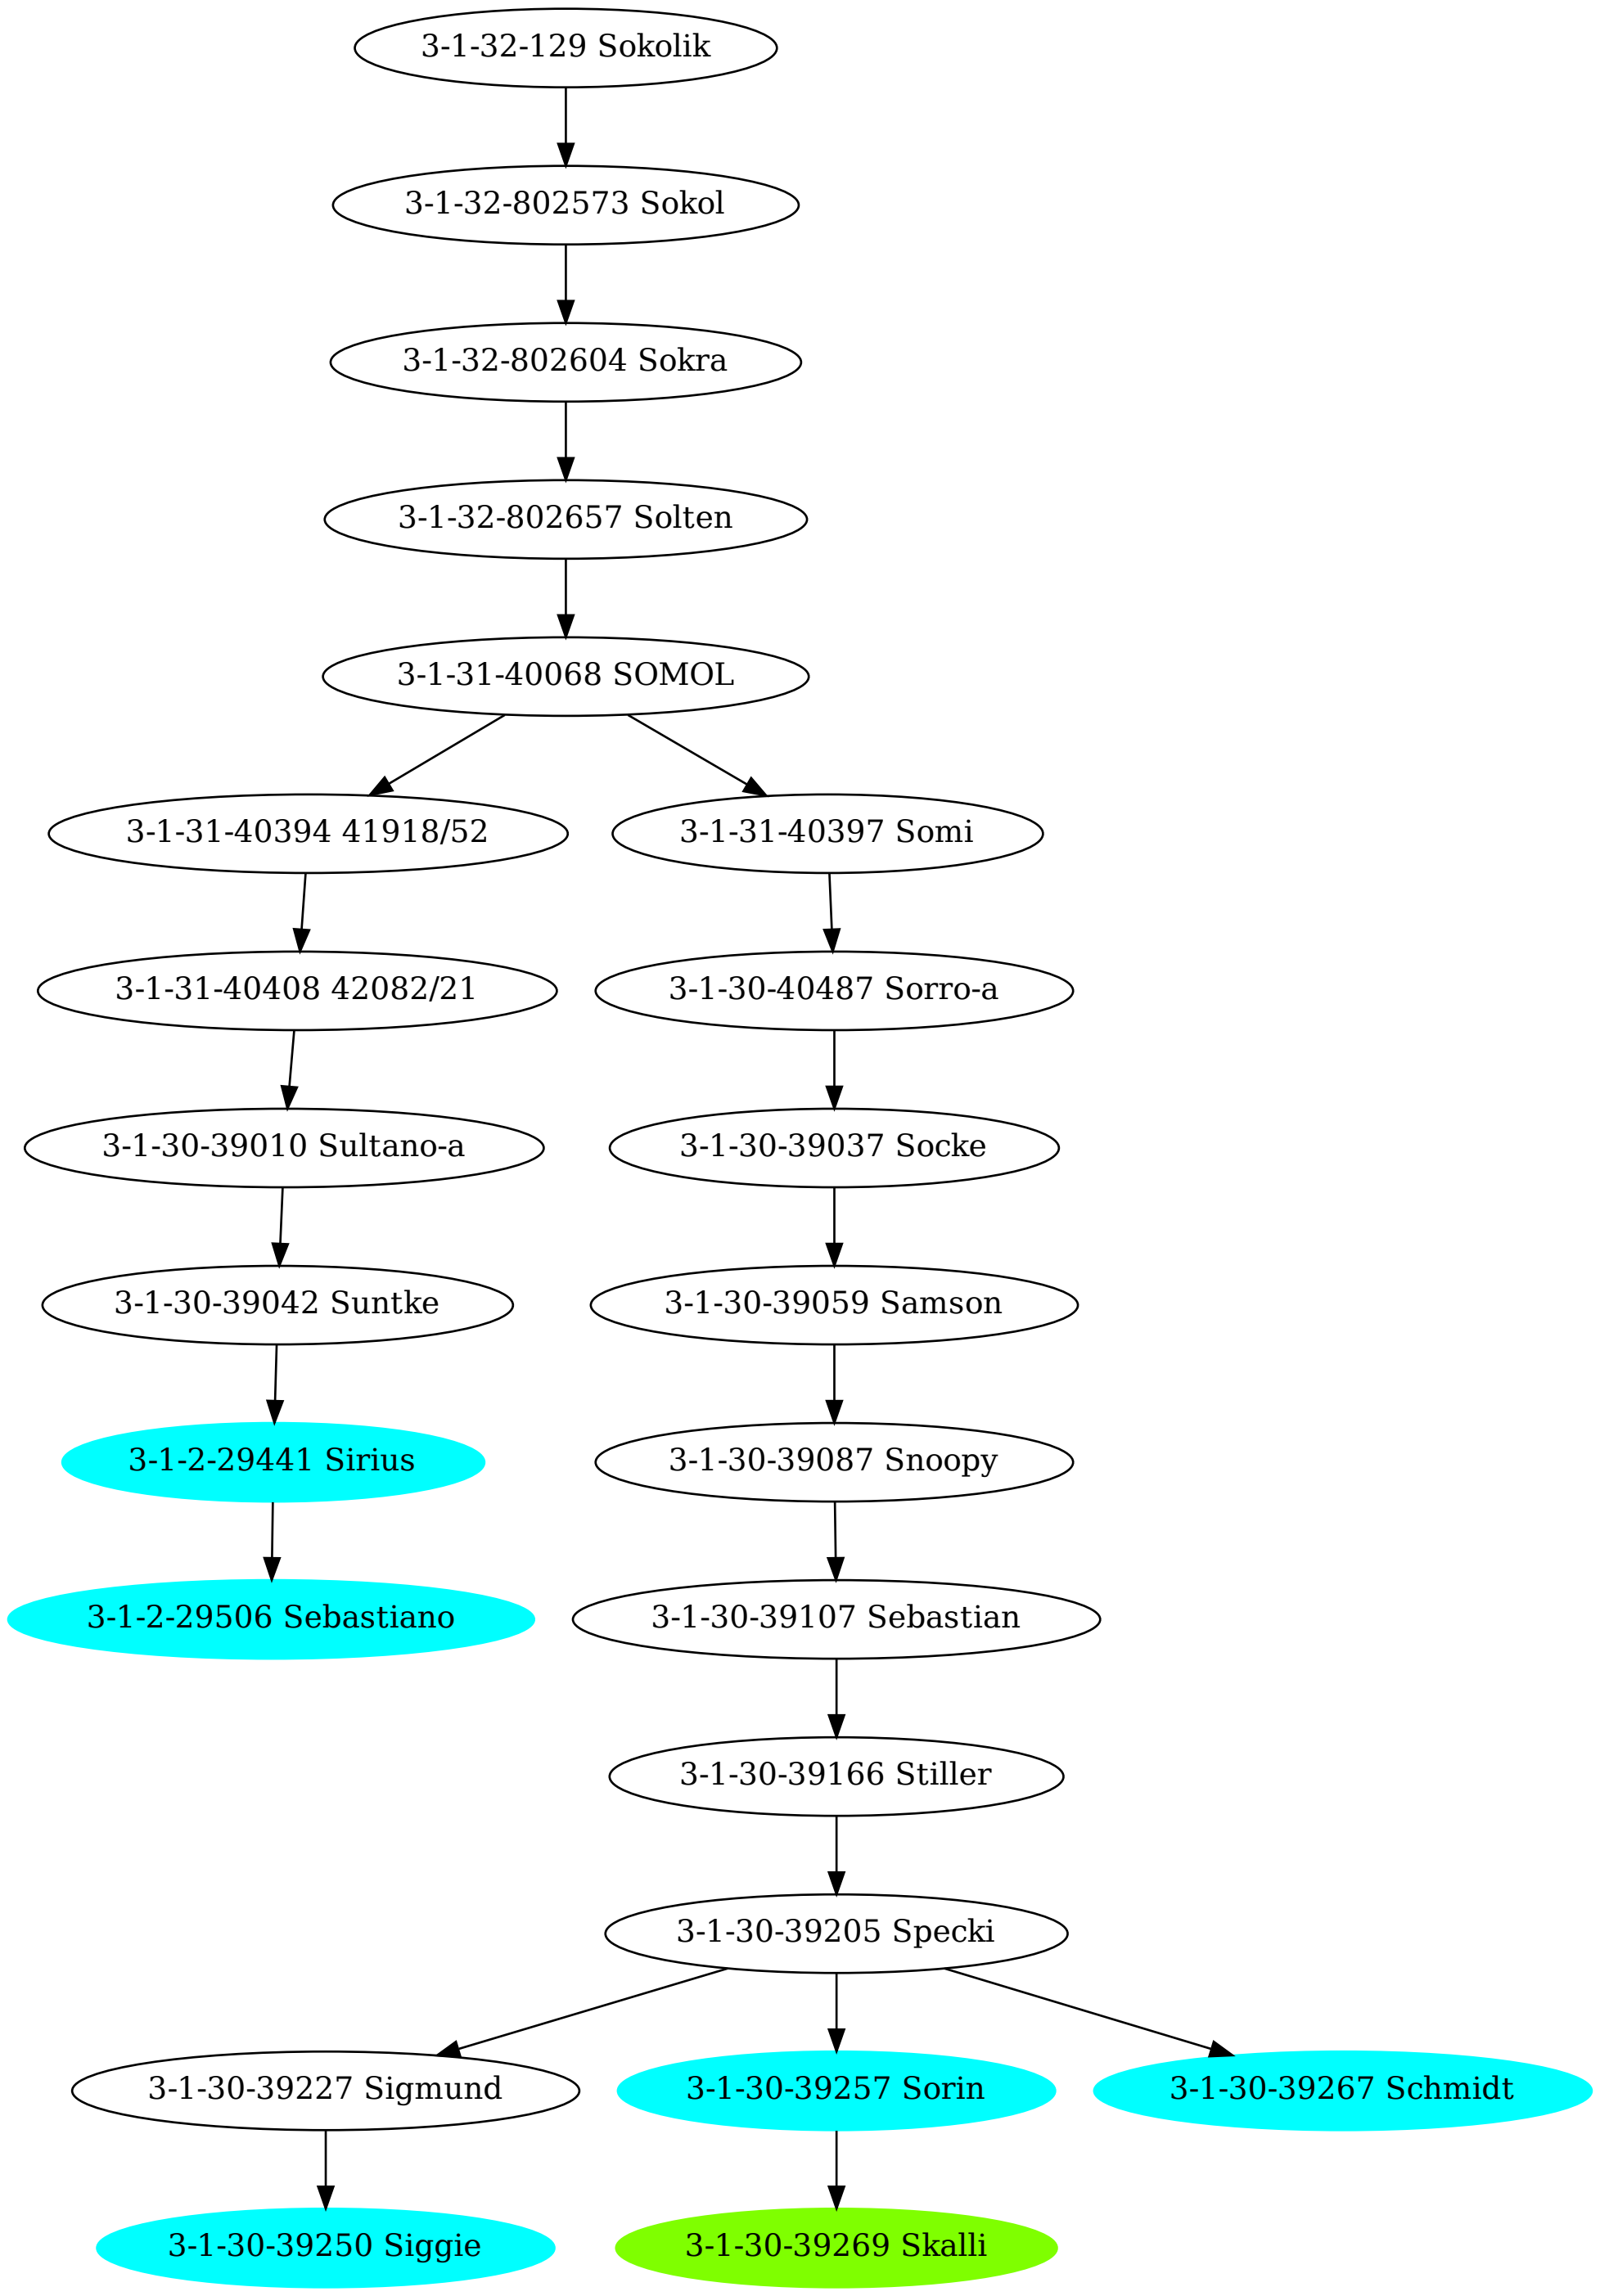 3-1-32-129 Sokolik
3-1-32-802573 Sokol
3-1-32-802604 Sokra
3-1-32-802657 Solten
3-1-31-40068 SOMOL
3-1-31-40394 41918/52
3-1-31-40397 Somi
3-1-31-40408 42082/21
3-1-30-40487 Sorro-a
3-1-30-39010 Sultano-a
3-1-30-39037 Socke
3-1-30-39042 Suntke
3-1-30-39059 Samson
3-1-2-29441 Sirius
3-1-30-39087 Snoopy
3-1-2-29506 Sebastiano
3-1-30-39107 Sebastian
3-1-30-39166 Stiller
3-1-30-39205 Specki
3-1-30-39227 Sigmund
3-1-30-39257 Sorin
3-1-30-39267 Schmidt
3-1-30-39250 Siggie
3-1-30-39269 Skalli